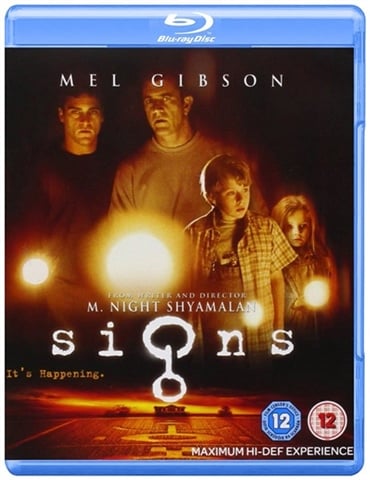 Blu-ray Disc
MEL GIBSON
FROM WRITER AND DIRECTOR
M. NIGHT SHYAMALAN
signs
It's Happening.
12 12
MAXIMUM HI-DEF EXPERIENCE